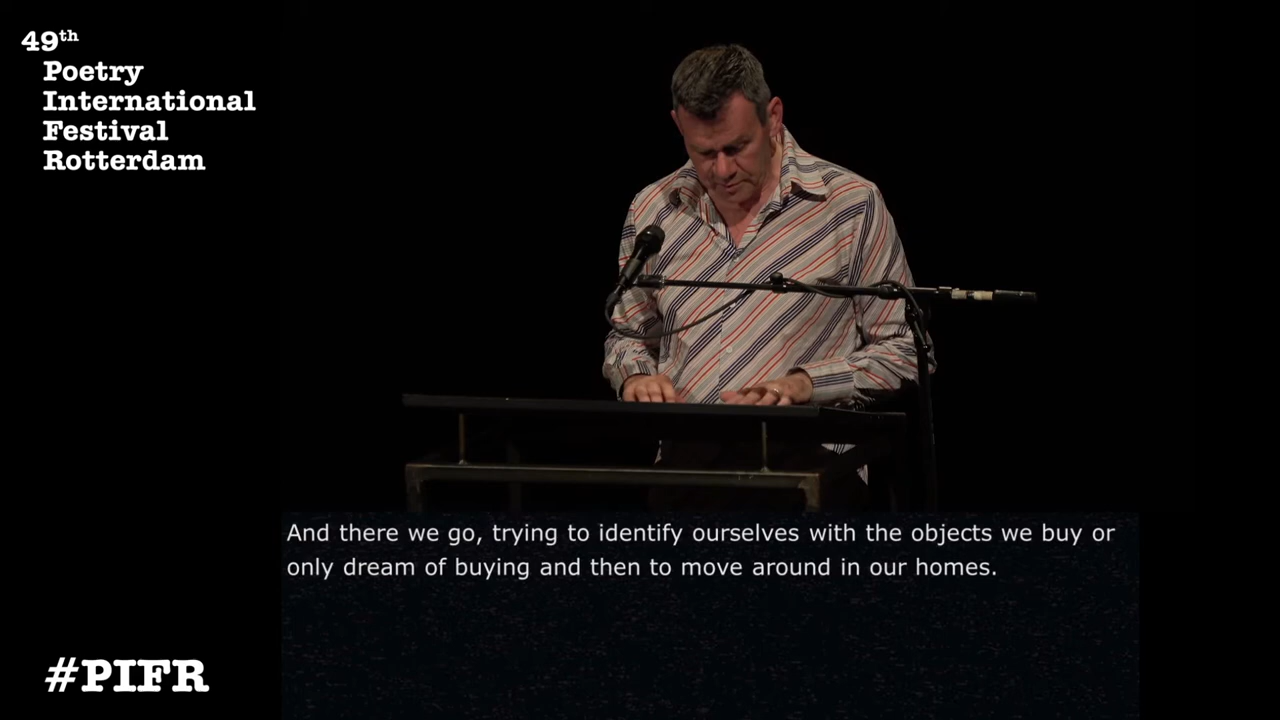 49th
Poetry
International
Festival
Rotterdam
And there we go, trying to identify ourselves with the objects we buy or
only dream of buying and then to move around in our homes.
#PIFR